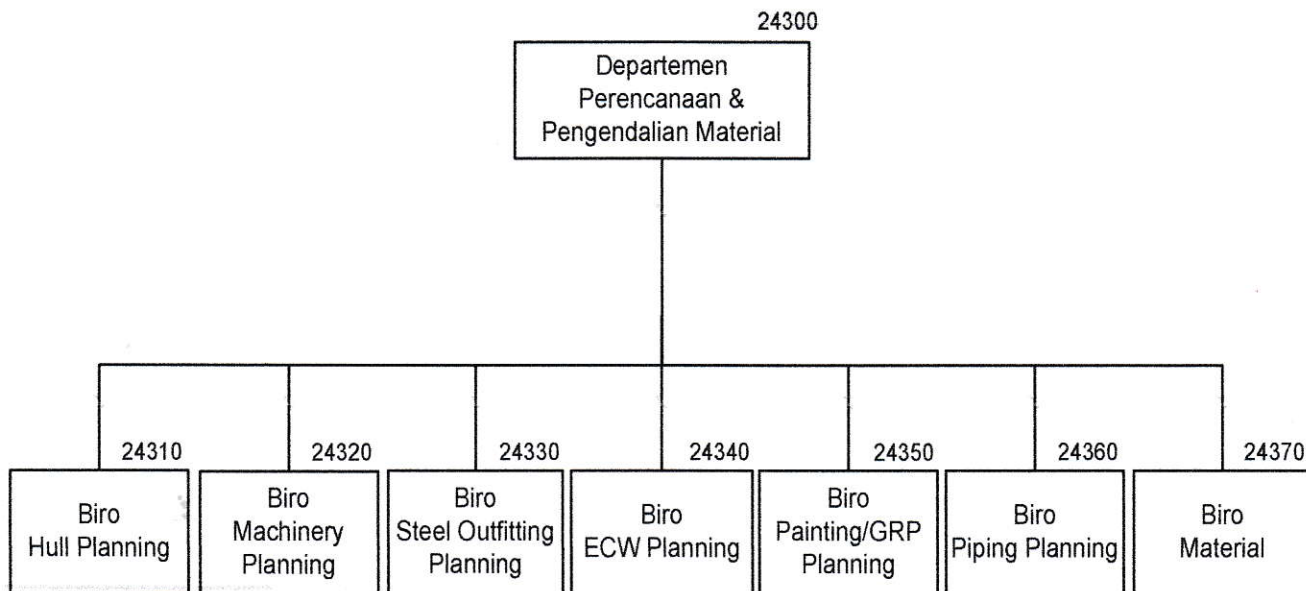 24300
Departemen
Perencanaan &
Pengendalian Material
24310
Biro
Hull Planning
24320
Biro
Machinery
Planning
24330
Biro
Steel Outfitting
Planning
24340
Biro
ECW Planning
24350
Biro
Painting/GRP
Planning
24360
Biro
Piping Planning
24370
Biro
Material